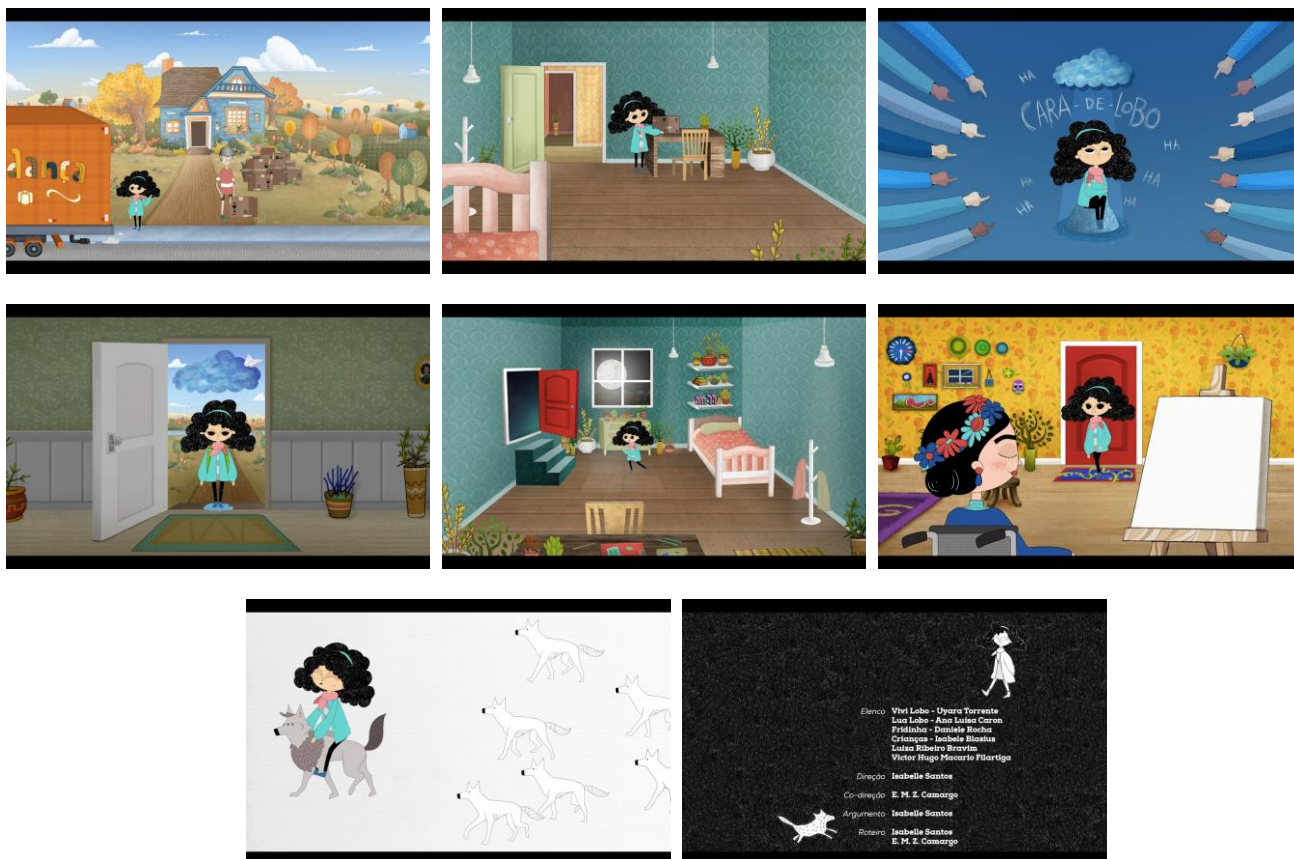 dança
HA
CARA-DE-LOBO
HA
HA
HA
HA
HA
Elenco Vivi Lobo - Uyara Torrente
Lua Lobo - Ana Luisa Caron
Fridinha - Daniele Rocha
Crianças - Isabele Blasius
Luiza Ribeiro Bravim
Victor Hugo Macario Filartiga
Direção Isabelle Santos
Co-direção E. M. Z. Camargo
Argumento Isabelle Santos
Roteiro Isabelle Santos
E. M. Z. Camargo